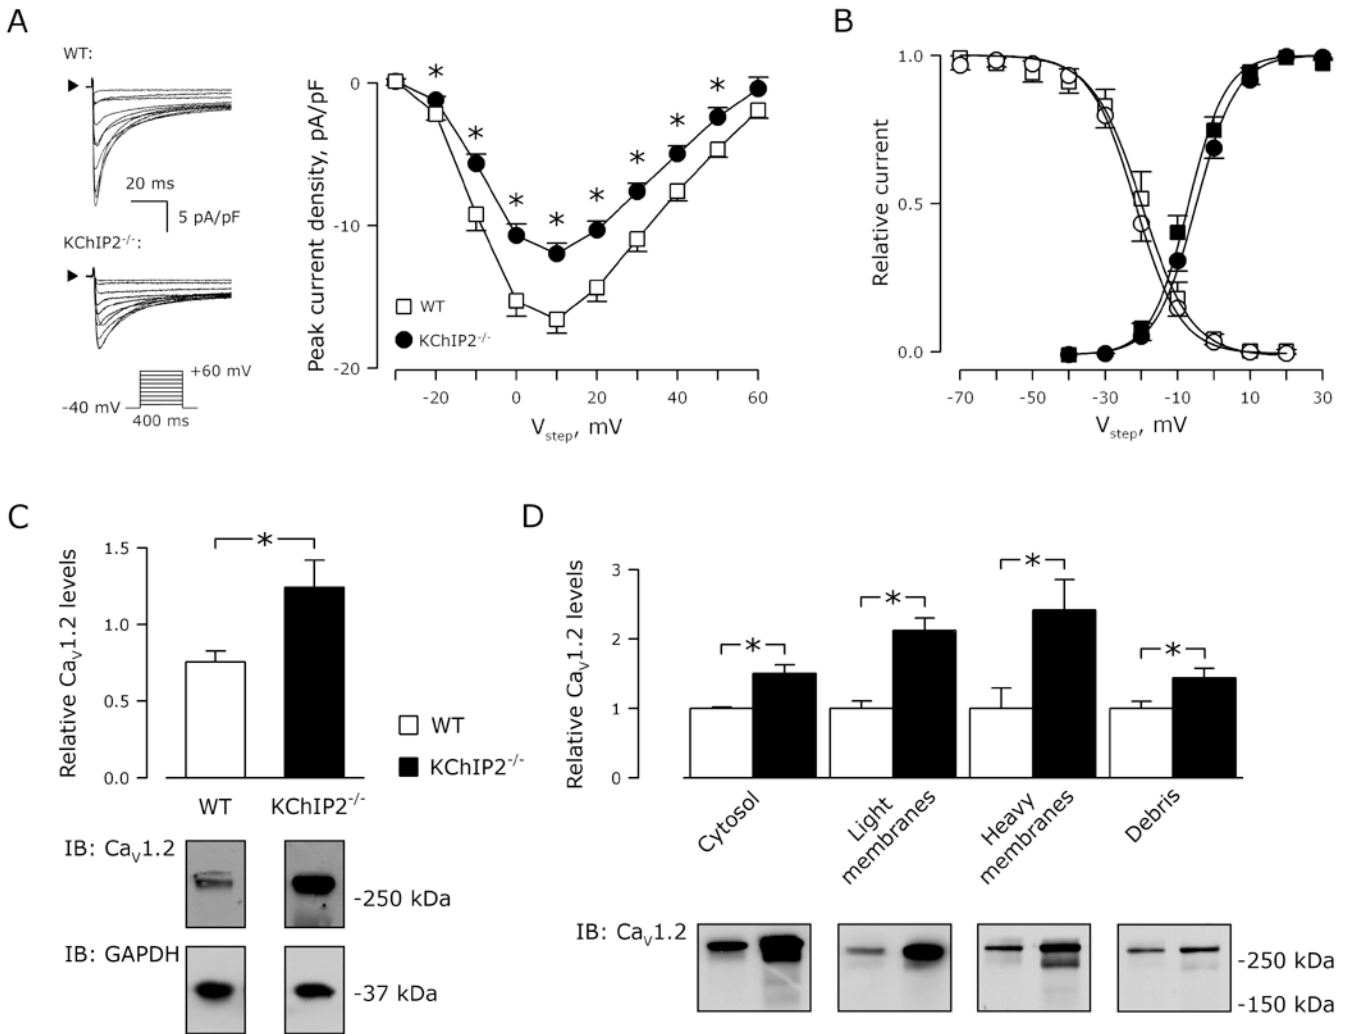 A
WT:
20 ms
5 pA/pF
KChIP2-/-:
+60 mV
-40 mV
400 ms
Peak current density, pA/pF
0
-10
-20
* * * * * * * *
WT
KChIP2-/-
-20 0 20 40 60
Vstep, mV
B
Relative current
1.0
0.5
0.0
-70 -50 -30 -10 10 30
Vstep, mV
C
Relative CaV1.2 levels
1.5
1.0
0.5
0.0
*
WT KChIP2-/-
WT
KChIP2-/-
IB: CaV1.2
-250 kDa
IB: GAPDH
-37 kDa
D
Relative CaV1.2 levels
3
2
1
0
* * * *
Cytosol
Light
membranes
Heavy
membranes
Debris
IB: CaV1.2
-250 kDa
-150 kDa